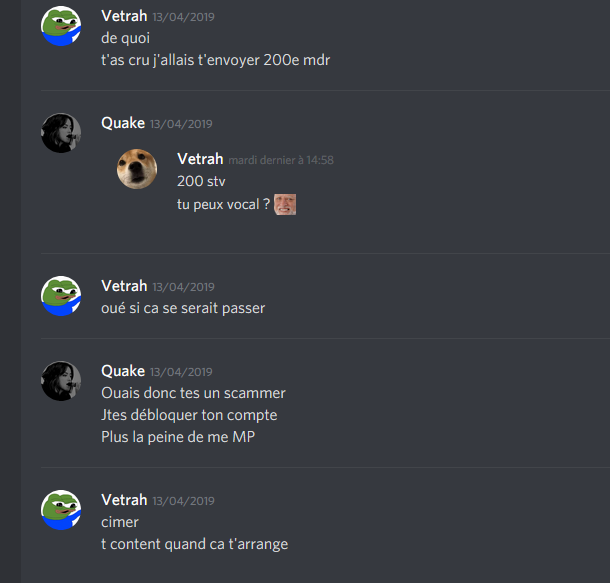 Vetrah 13/04/2019
de quoi
t'as cru j'allais t'envoyer 200e mdr
Quake 13/04/2019
Vetrah mardi dernier à 14:58
200 stv
tu peux vocal ?
Vetrah 13/04/2019
oué si ca se serait passer
Quake 13/04/2019
Ouais donc tes un scammer
Jtes débloquer ton compte
Plus la peine de me MP
Vetrah 13/04/2019
cimer
t content quand ca t'arrange